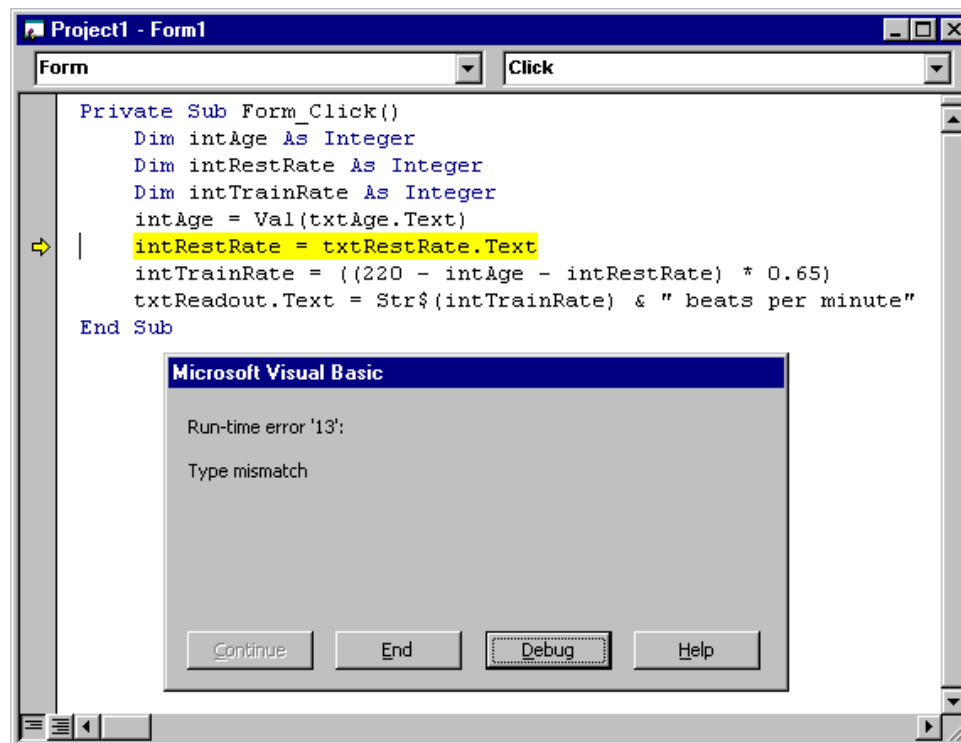 Project1 - Form1
Form Click
Private Sub Form_Click()
Dim intAge As Integer
Dim intRestRate As Integer
Dim intTrainRate As Integer
intAge = Val(txtAge.Text)
intRestRate = txtRestRate.Text
intTrainRate = ((220 - intAge - intRestRate) * 0.65)
txtReadout.Text = Str$(intTrainRate) & " beats per minute"
End Sub
Microsoft Visual Basic
Run-time error '13':
Type mismatch
Continue End Debug Help